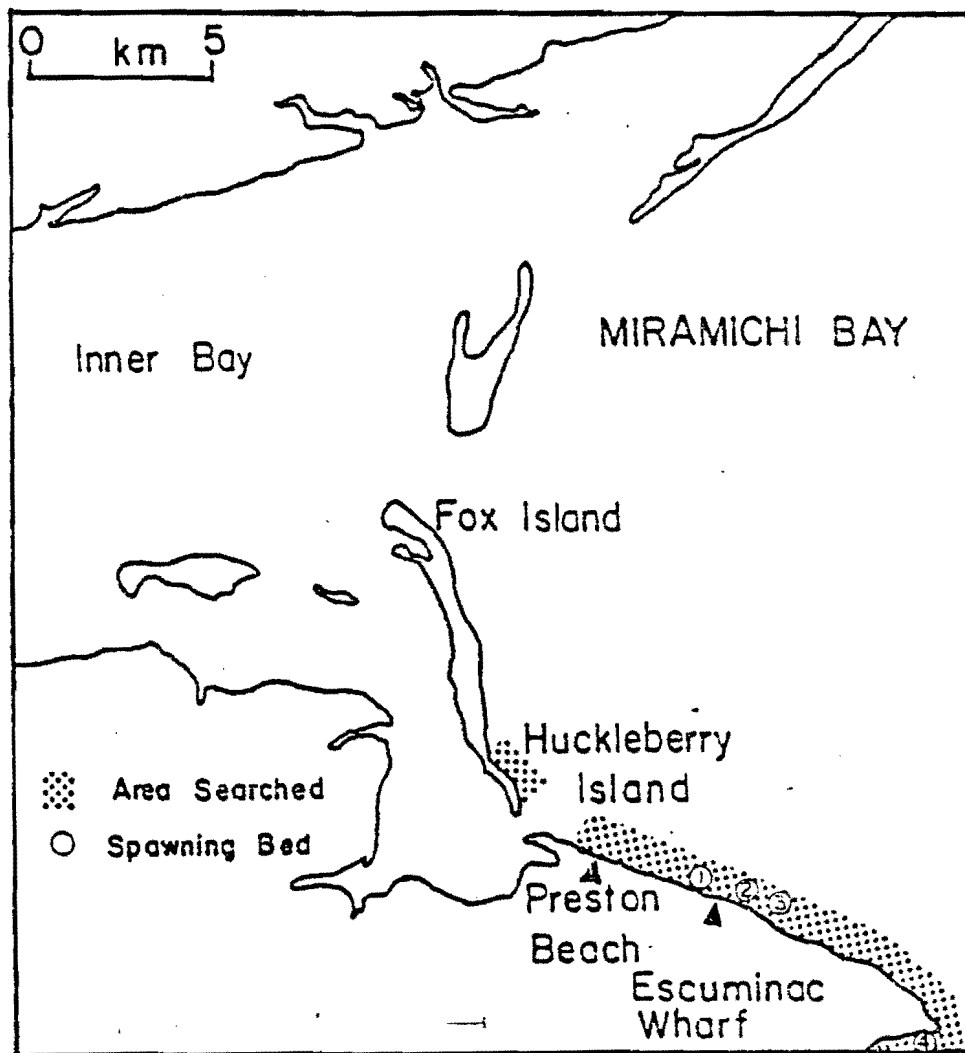 0 km 5
Inner Bay
MIRAMICHI BAY
Fox Island
Huckleberry
Island
Area Searched
Spawning Bed
1
2
3
Preston
Beach
Escuminac
Wharf
4